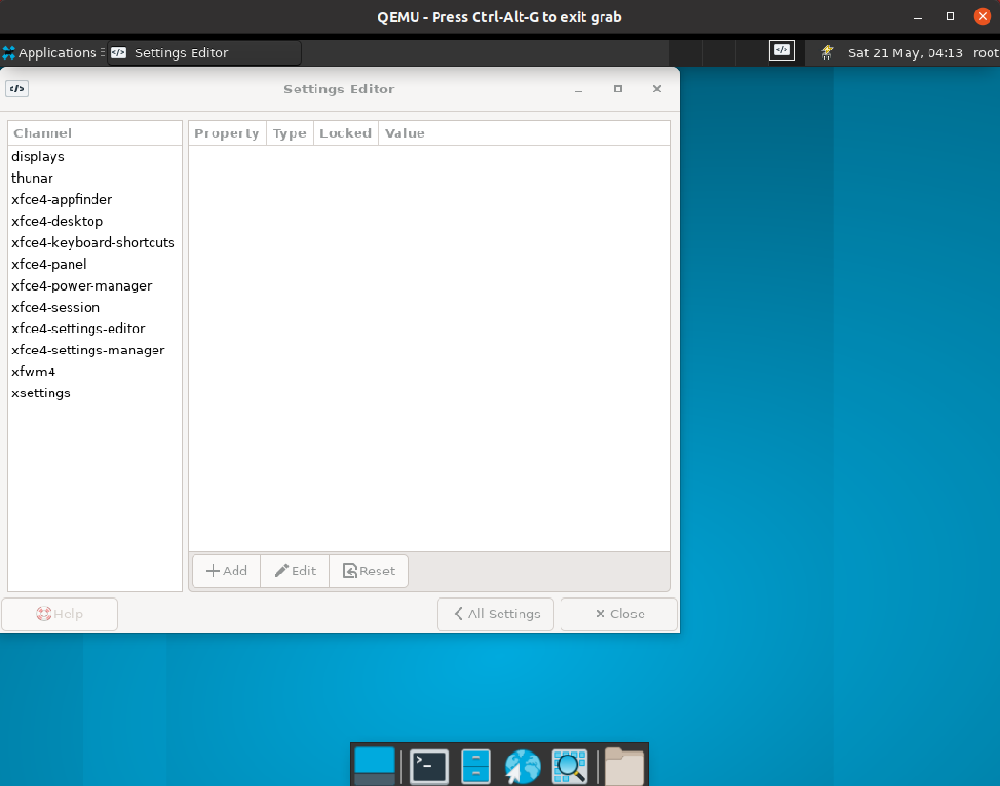 QEMU - Press Ctrl-Alt-G to exit grab
Applications Settings Editor Sat 21 May, 04:13 root
Settings Editor
Channel Property Type Locked Value
displays
thunar
xfce4-appfinder
xfce4-desktop
xfce4-keyboard-shortcuts
xfce4-panel
xfce4-power-manager
xfce4-session
xfce4-settings-editor
xfce4-settings-manager
xfwm4
xsettings
Add Edit Reset
Help All Settings Close